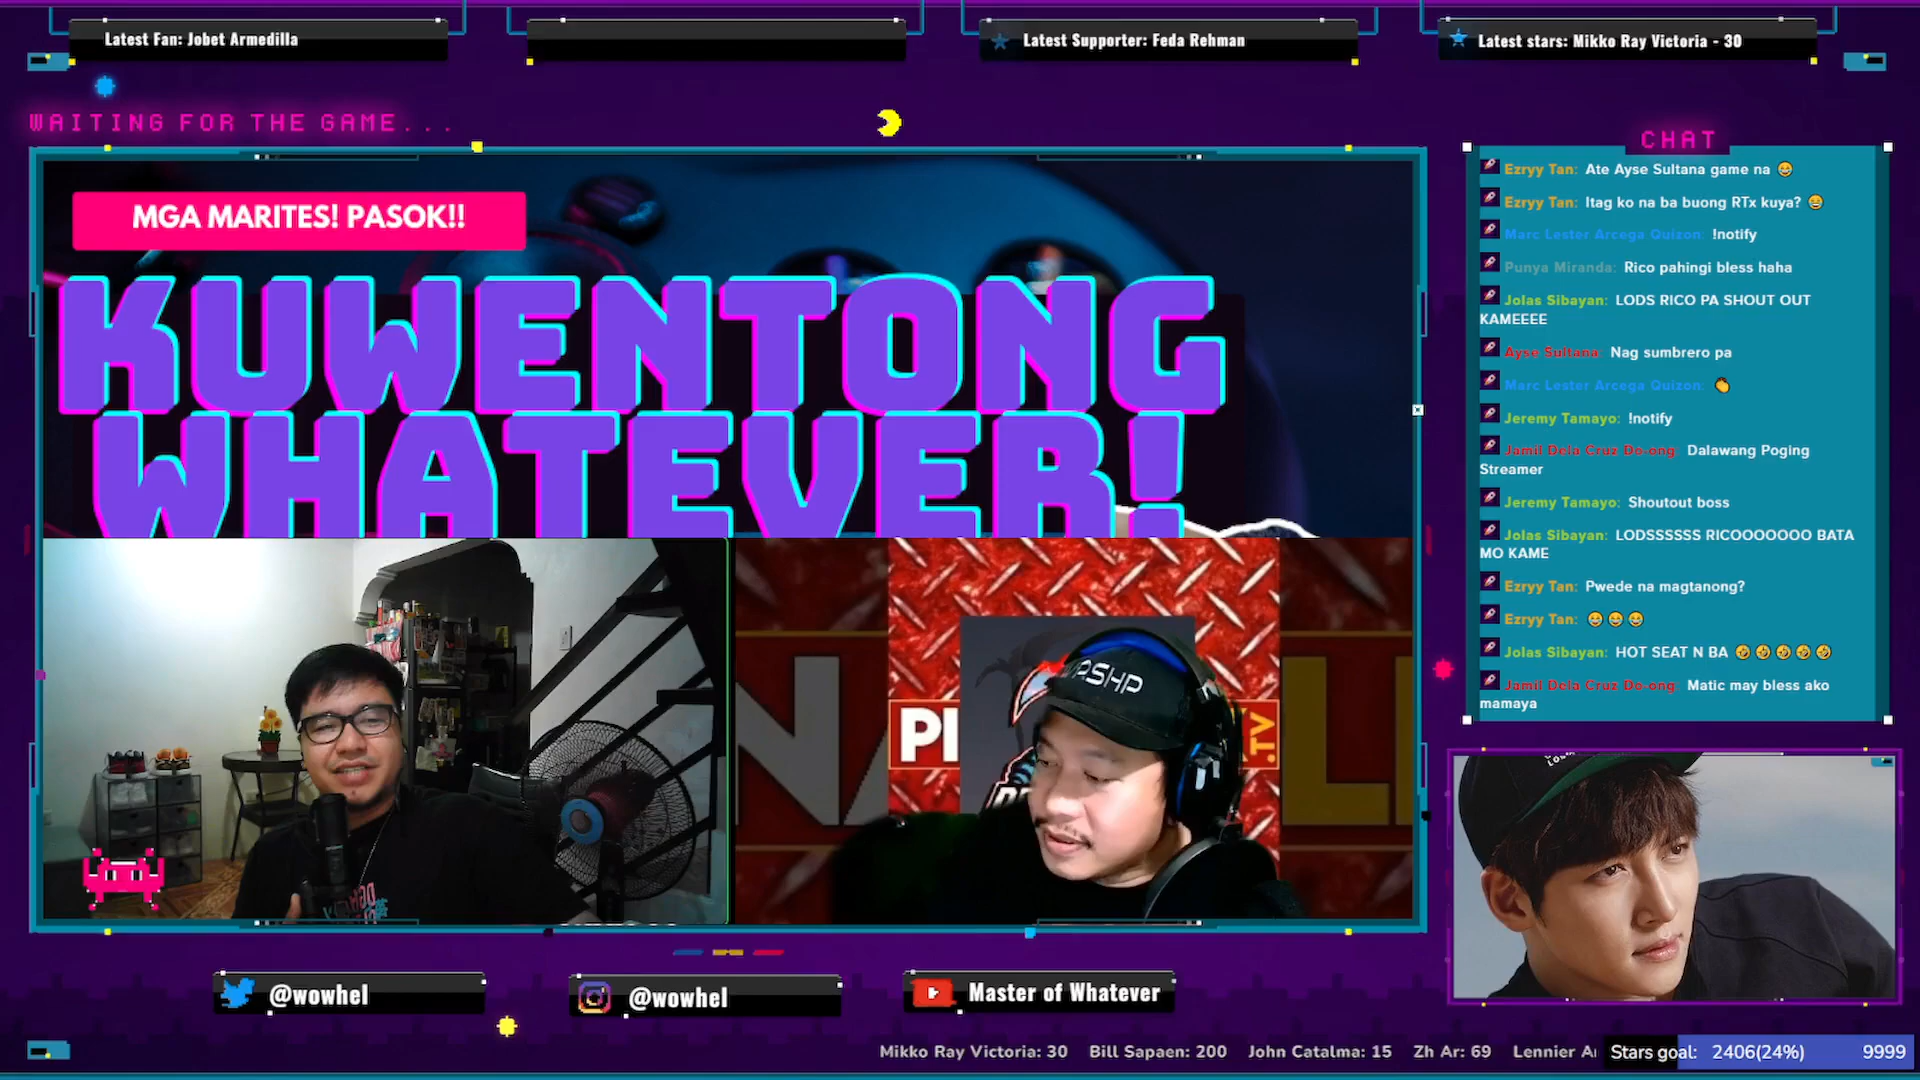 Latest Fan: Jobet Armedilla
Latest Supporter: Feda Rehman
Latest stars: Mikko Ray Victoria - 30
WAITING FOR THE GAME...
MGA MARITES! PASOK!!
KUWENTONG
WHATEVER!
CHAT
Ezryy Tan: Ate Ayse Sultana game na 😂
Ezryy Tan: Itag ko na ba buong RTx kuya? 😂
Marc Lester Arcega Quizon: !notify
Punya Miranda: Rico pahingi bless haha
Jolas Sibayan: LODS RICO PA SHOUT OUT
KAMEEEE
Ayse Sultana: Nag sumbrero pa
Marc Lester Arcega Quizon: 👏
Jeremy Tamayo: !notify
Jamil Dela Cruz Do-ong: Dalawang Poging
Streamer
Jeremy Tamayo: Shoutout boss
Jolas Sibayan: LODSSSSSS RICOOOOOOO BATA
MO KAME
Ezryy Tan: Pwede na magtanong?
Ezryy Tan: 😂 😂 😂
Jolas Sibayan: HOT SEAT N BA 🤣 🤣 🤣 🤣 🤣
Jamil Dela Cruz Do-ong: Matic may bless ako
mamaya
.TV
@wowhel
@wowhel
Master of Whatever
Mikko Ray Victoria: 30 Bill Sapaen: 200 John Catalma: 15 Zh Ar: 69 Lennier
Stars goal: 2406(24%) 9999